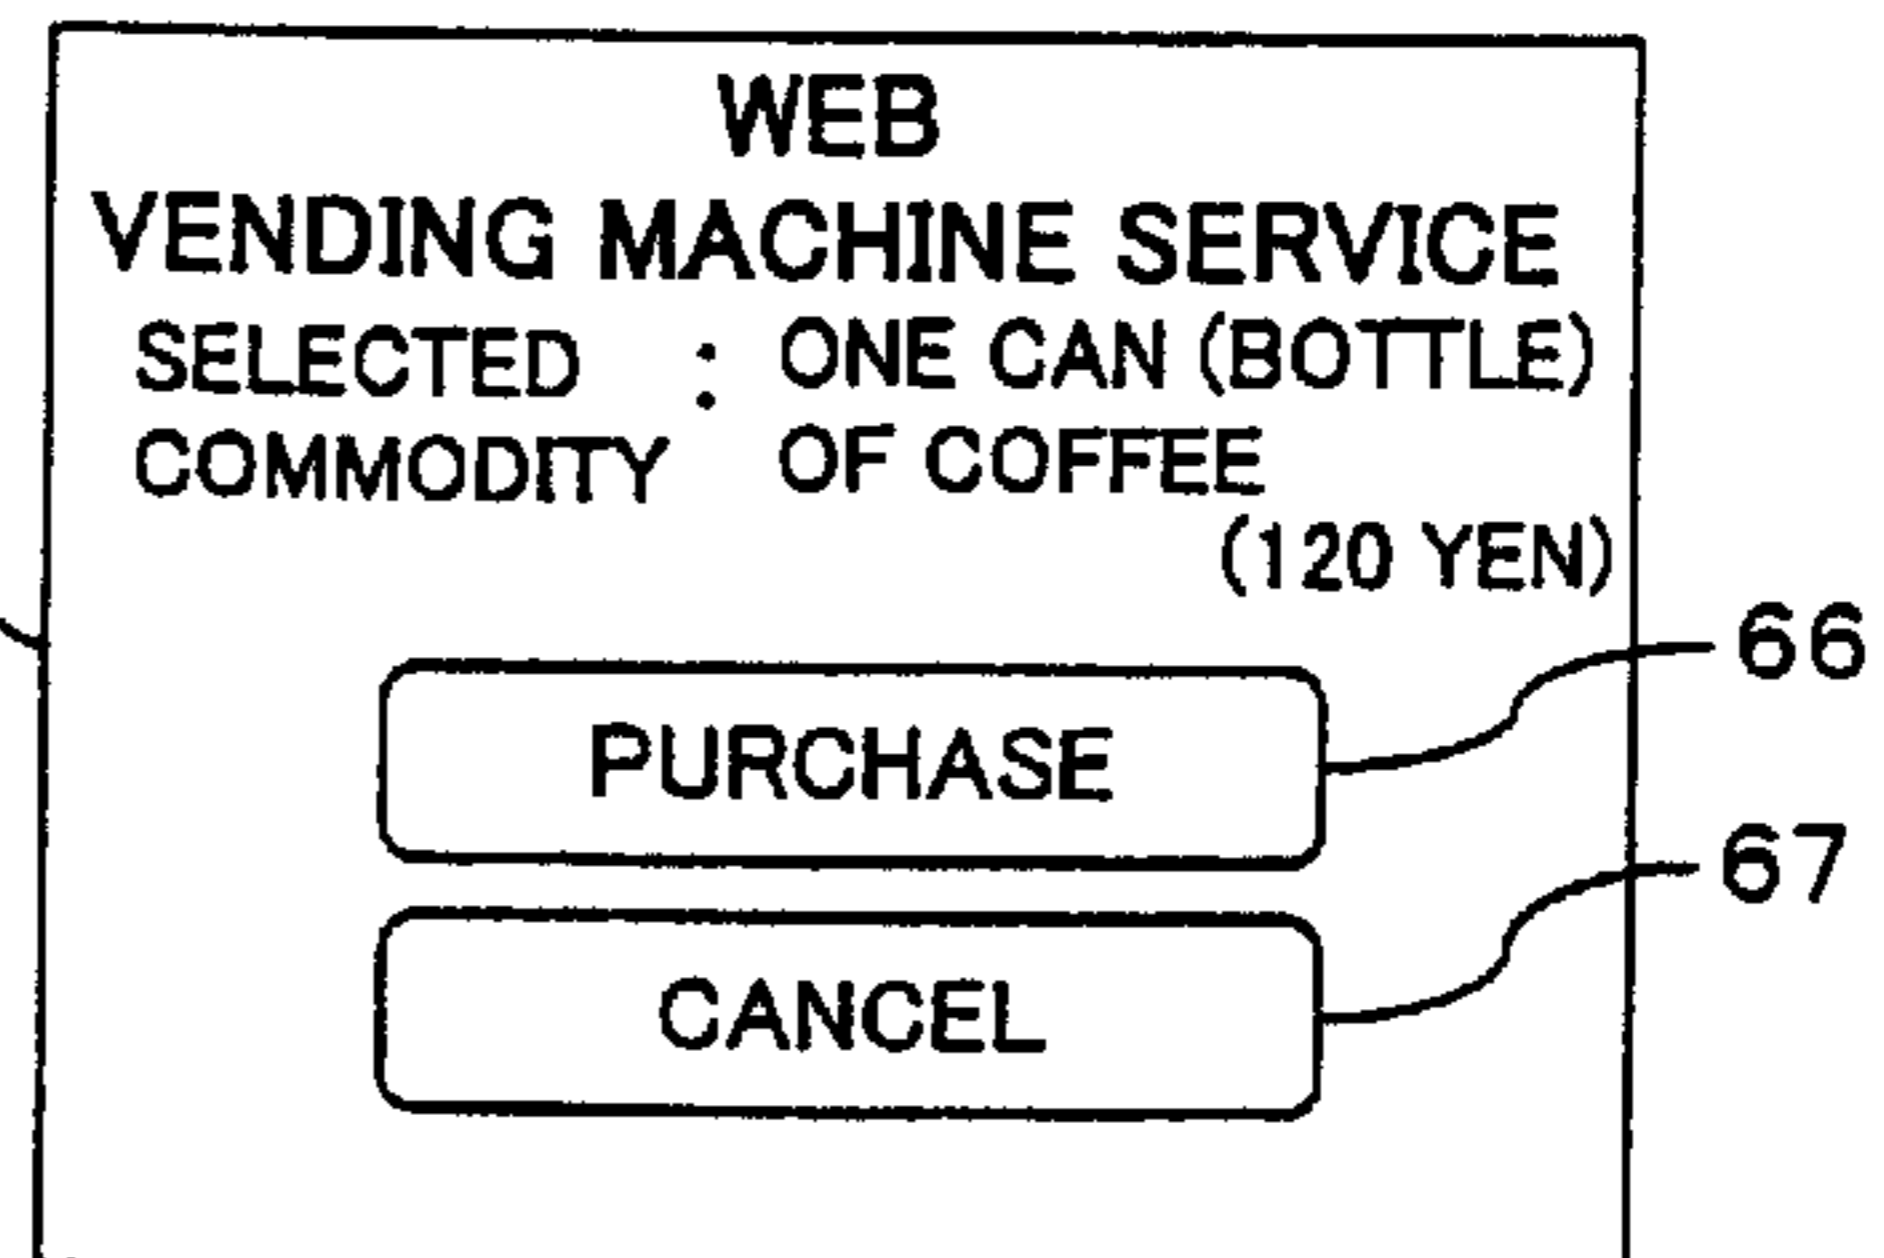 WEB
VENDING MACHINE SERVICE
SELECTED : ONE CAN (BOTTLE)
COMMODITY OF COFFEE
(120 YEN)
66
PURCHASE
67
CANCEL